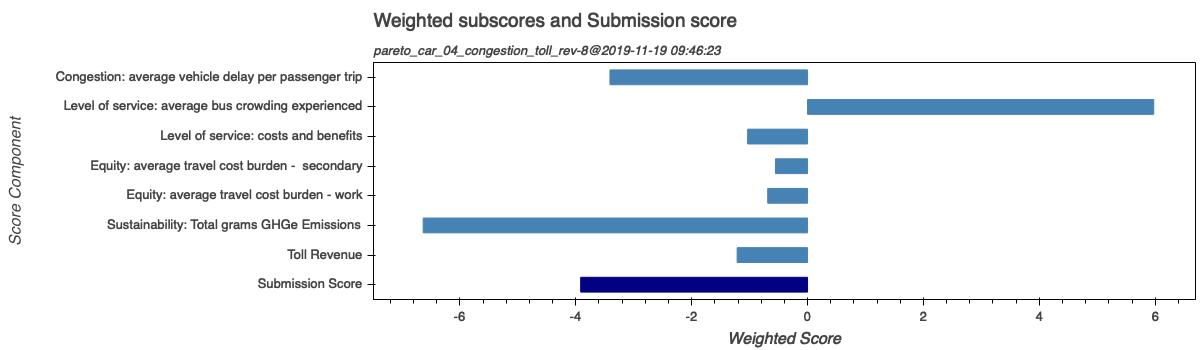 Weighted subscores and Submission score
pareto_car_04_congestion_toll_rev-8@2019-11-19 09:46:23
Score Component
Congestion: average vehicle delay per passenger trip
Level of service: average bus crowding experienced
Level of service: costs and benefits
Equity: average travel cost burden -  secondary
Equity: average travel cost burden - work
Sustainability: Total grams GHGe Emissions
Toll Revenue
Submission Score
-6 -4 -2 0 2 4 6
Weighted Score